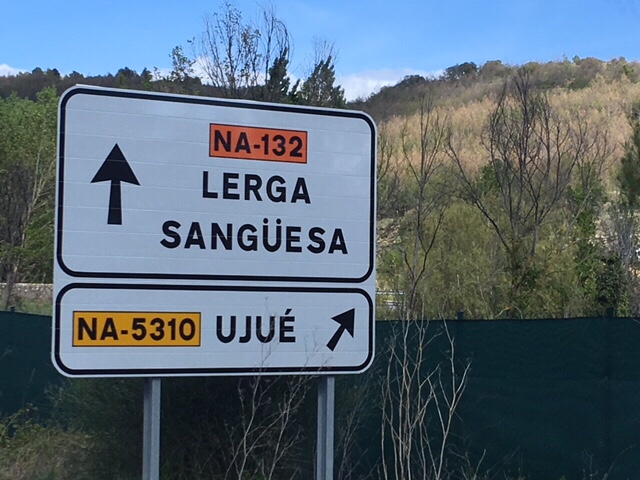 NA-132
LERGA
SANGÜESA
NA-5310 UJUÉ